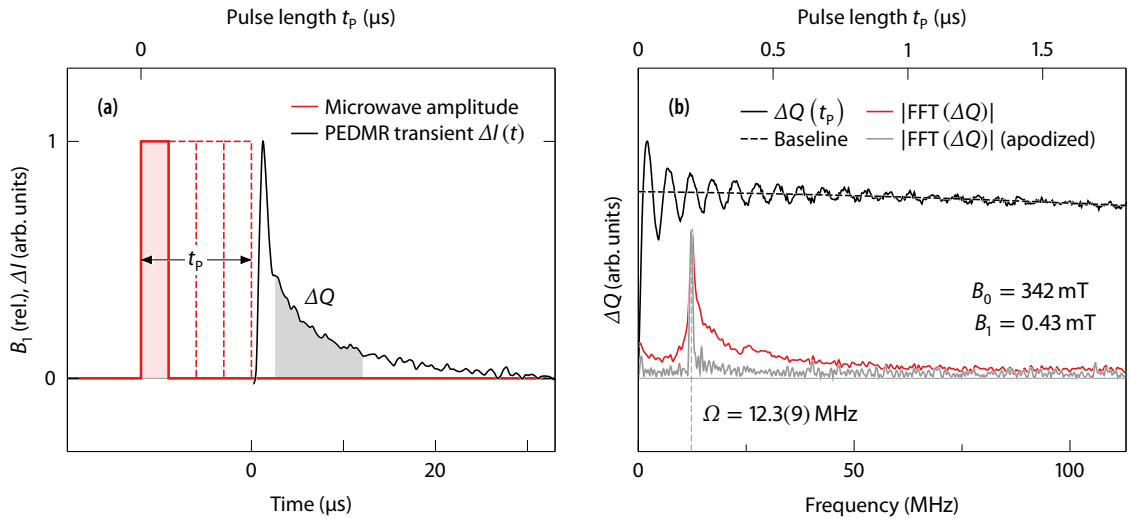 Pulse length t_P (μs)
0
(a)
Microwave amplitude
PEDMR transient ΔI (t)
1
t_P
ΔQ
0
B_1 (rel.), ΔI (arb. units)
0
20
Time (μs)
Pulse length t_P (μs)
0
0.5
1
1.5
(b)
ΔQ (t_P)
|FFT (ΔQ)|
Baseline
|FFT (ΔQ)| (apodized)
ΔQ (arb. units)
B_0 = 342 mT
B_1 = 0.43 mT
Ω = 12.3(9) MHz
0
50
100
Frequency (MHz)